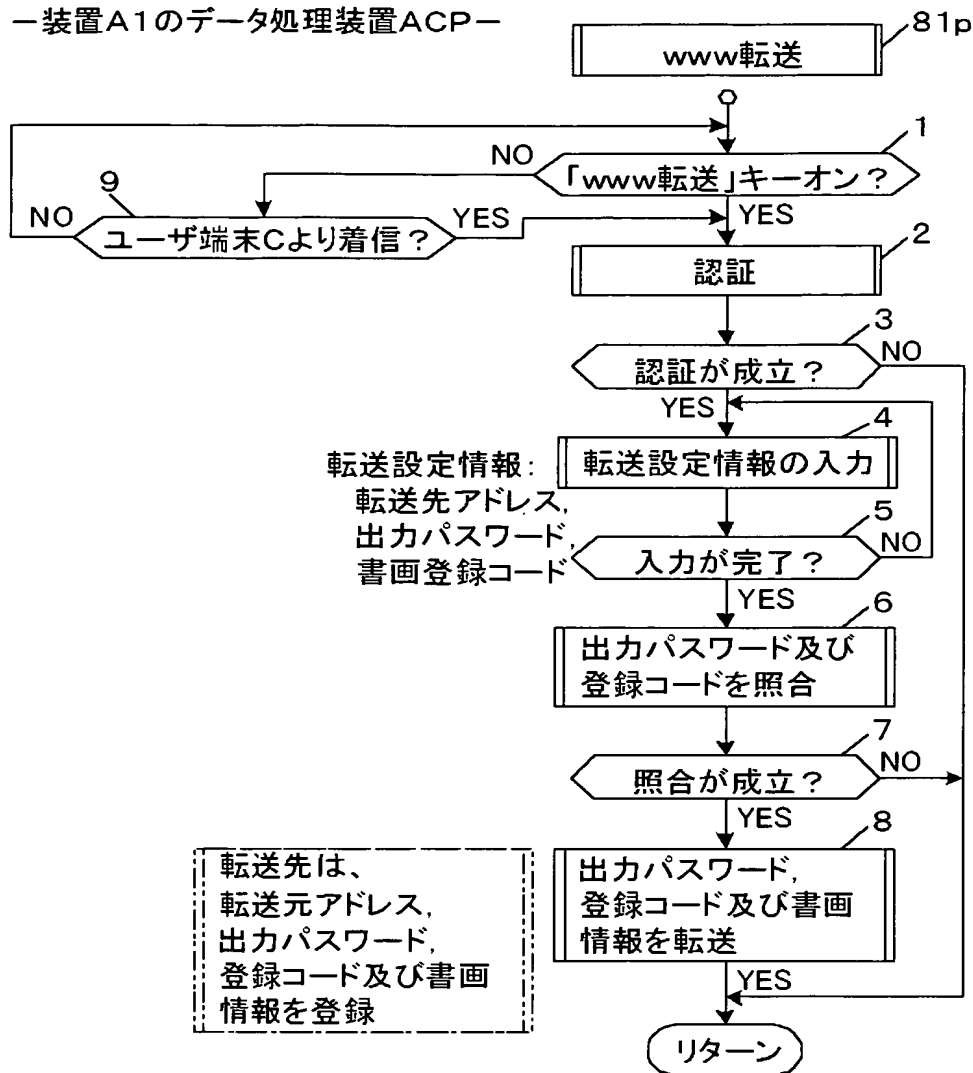 －装置A1のデータ処理装置ACP－
81p
www転送
1
NO
「www転送」キーオン？
9
NO
YES
YES
ユーザ端末Cより着信？
2
認証
3
NO
認証が成立？
YES
4
転送設定情報：
転送設定情報の入力
転送先アドレス，
5
出力パスワード，
NO
書画登録コード
入力が完了？
YES
6
出力パスワード及び
登録コードを照合
7
NO
照合が成立？
YES
8
転送先は、
転送元アドレス，
出力パスワード，
登録コード及び書画
情報を登録
出力パスワード，
登録コード及び書画
情報を転送
YES
リターン